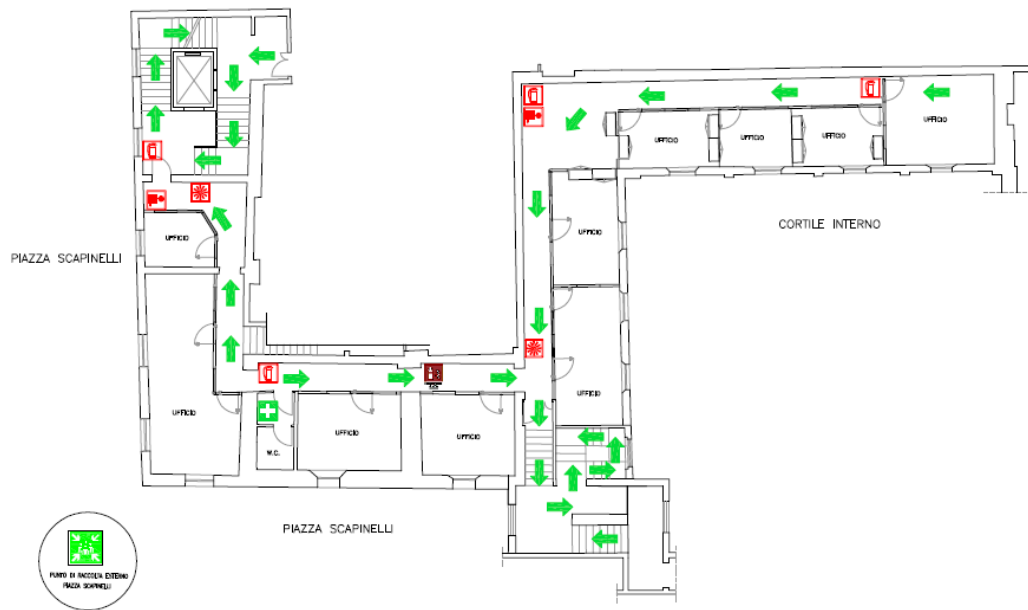 UFFICIO
UFFICIO
UFFICIO
UFFICIO
CORTILE INTERNO
UFFICIO
UFFICIO
PIAZZA SCAPINELLI
UFFICIO
UFFICIO
UFFICIO
UFFICIO
UFFICIO
W.C.
PIAZZA SCAPINELLI
PUNTO DI RACCOLTA ESTERNO
PIAZZA SCAPINELLI